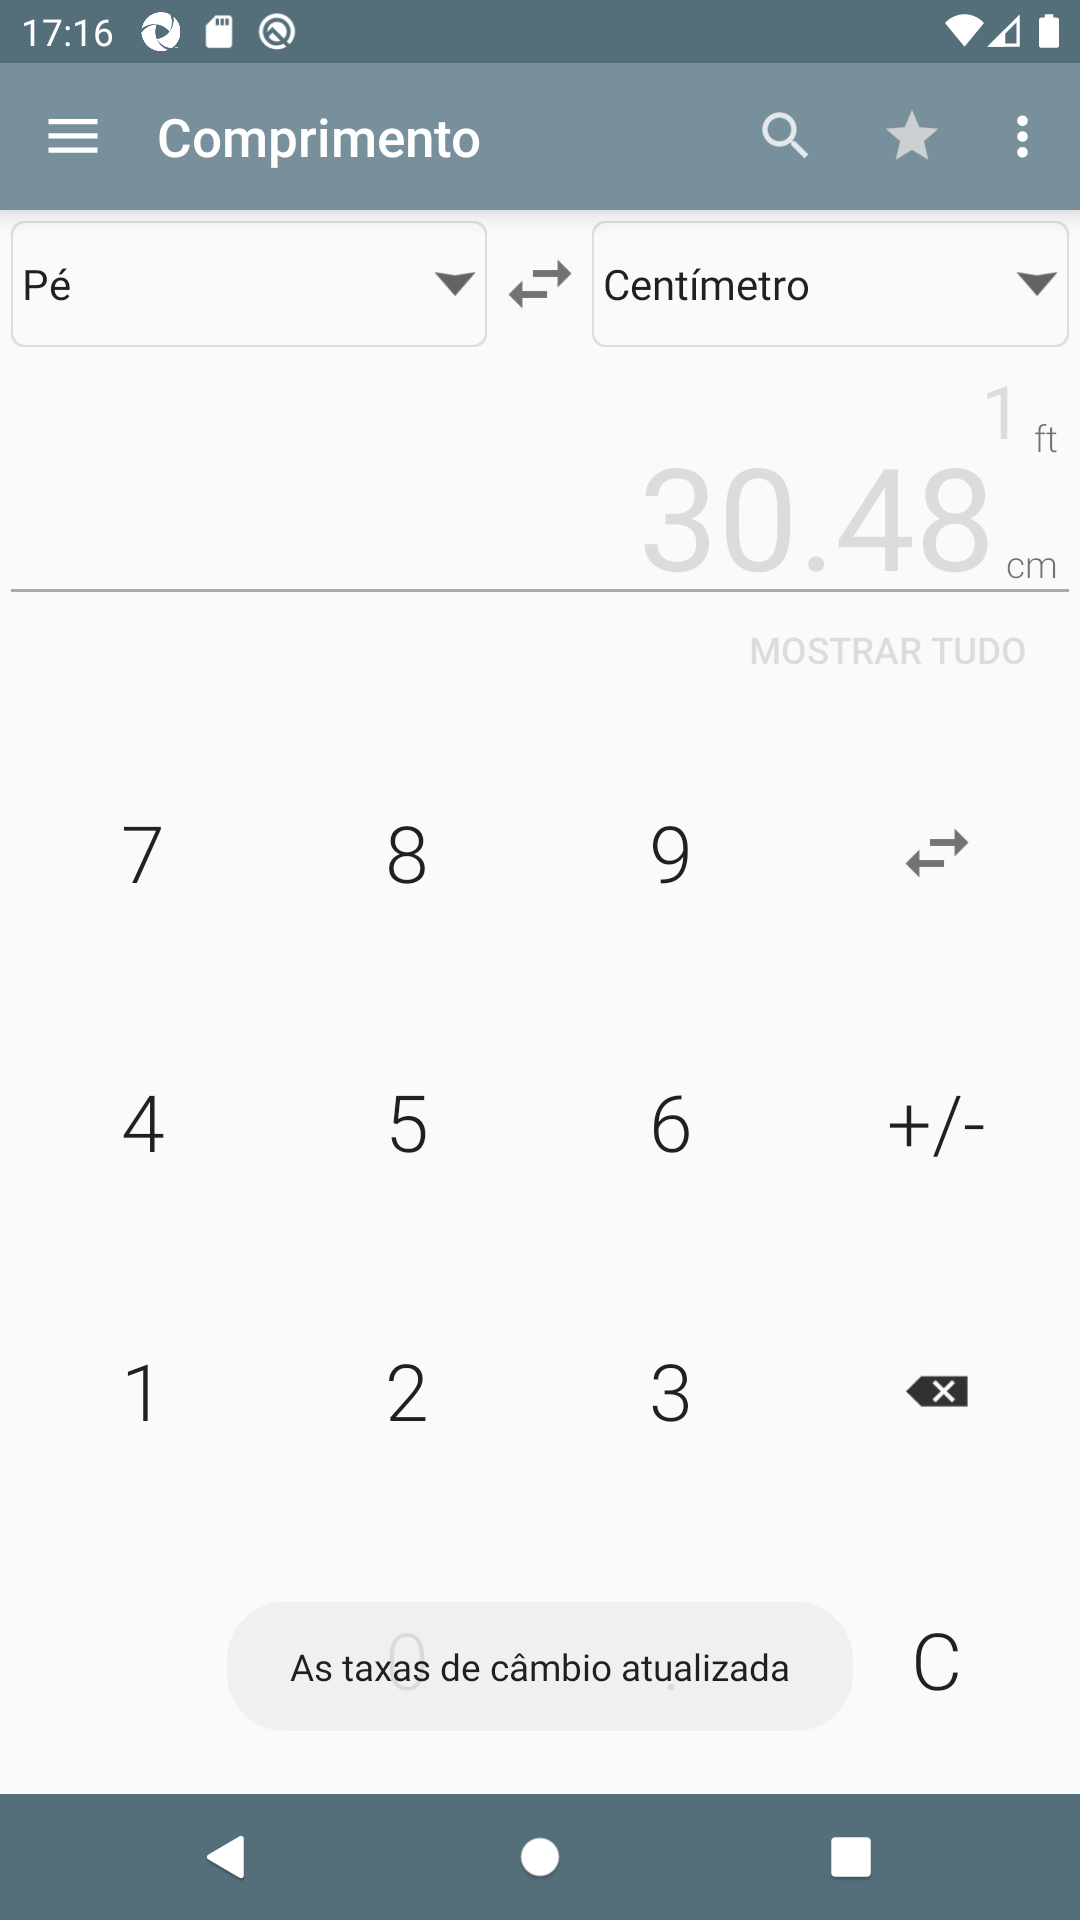 17:16
Comprimento
Pé
Centímetro
1 ft
30.48 cm
MOSTRAR TUDO
7 8 9
4 5 6 +/-
1 2 3
0 . C
As taxas de câmbio atualizada